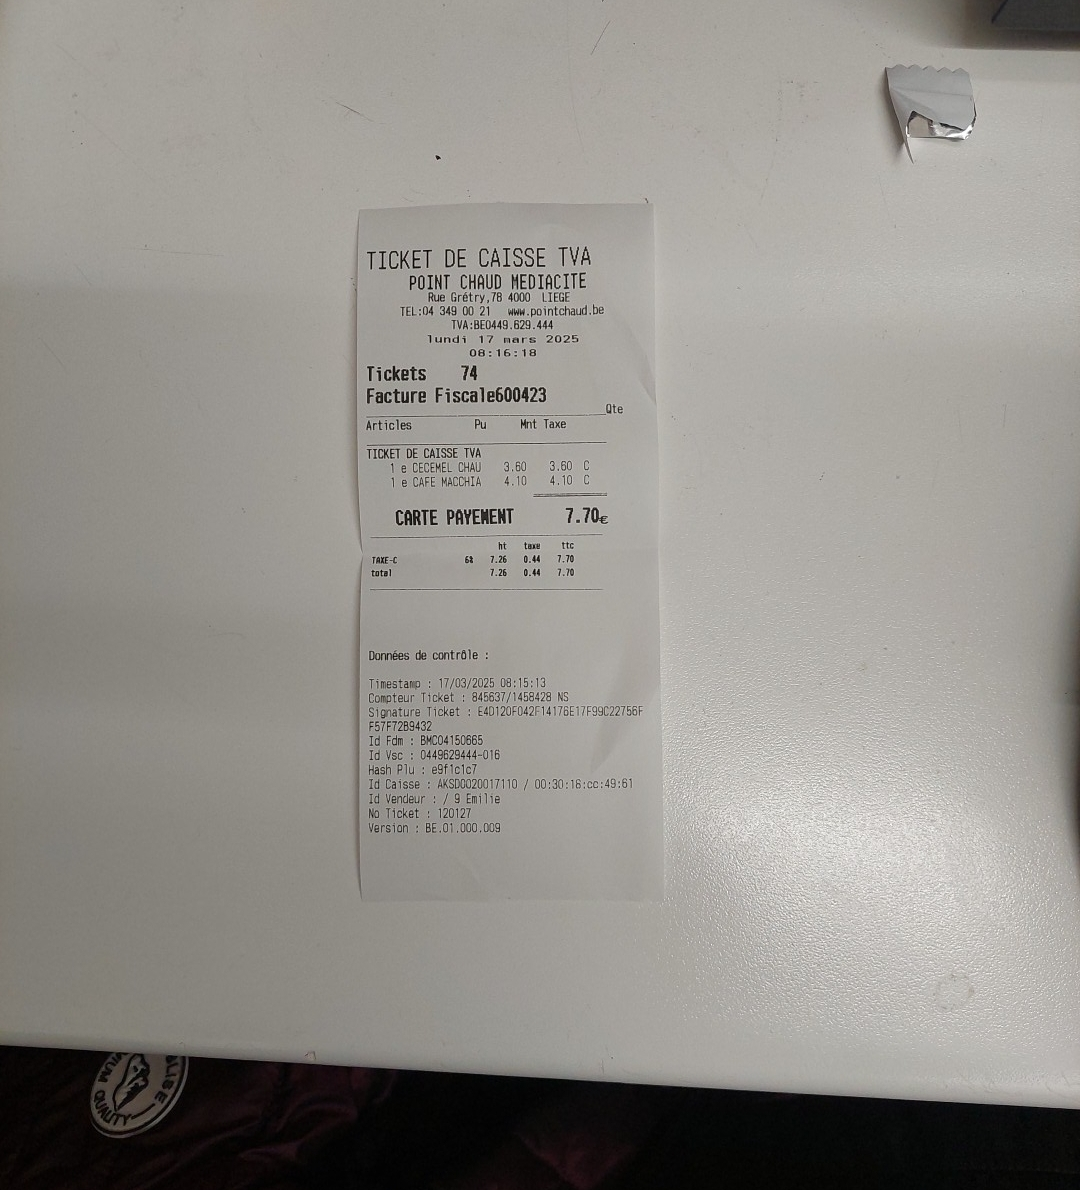 TICKET DE CAISSE TVA
POINT CHAUD MEDIACITE
Rue Grétry,78 4000 LIEGE
TEL:04 349 00 21 www.pointchaud.be
TVA:BE0449.629.444
lundi 17 mars 2025
08:16:18
Tickets 74
Facture Fiscale600423
Qte
Articles Pu Mnt Taxe
TICKET DE CAISSE TVA
1 e CECEMEL CHAU 3.60 3.60 C
1 e CAFE MACCHIA 4.10 4.10 C
CARTE PAYEMENT 7.70€
ht taxe ttc
TAXE-C 6% 7.26 0.44 7.70
total 7.26 0.44 7.70
Données de contrôle :
Timestamp : 17/03/2025 08:15:13
Compteur Ticket : 845637/1458428 NS
Signature Ticket : E4D120F042F14176E17F99C22756F
F57F72B9432
Id Fdm : BMC04150665
Id Vsc : 0449629444-016
Hash Plu : e9f1c1c7
Id Caisse : AKSD0020017110 / 00:30:18:cc:49:61
Id Vendeur : / 9 Emilie
No Ticket : 120127
Version : BE.01.000.009
QUALITY